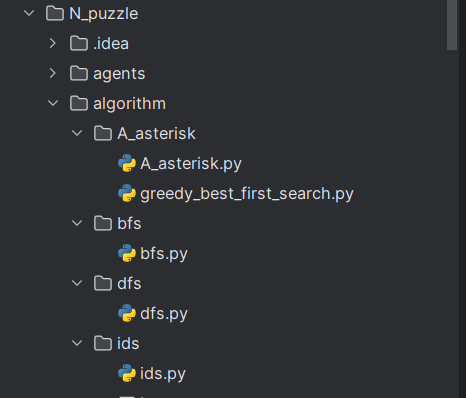 N_puzzle
.idea
agents
algorithm
A_asterisk
A_asterisk.py
greedy_best_first_search.py
bfs
bfs.py
dfs
dfs.py
ids
ids.py